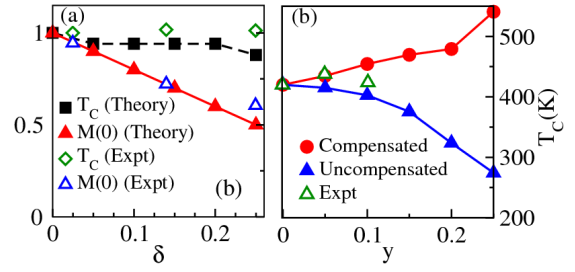 (a)
1
0.5
0
T_C (Theory)
M(0) (Theory)
T_C (Expt)
M(0) (Expt)
(b)
0
0.1
0.2
δ
(b)
Compensated
Uncompensated
Expt
0
0.1
0.2
y
500
400
300
200
T_C(K)